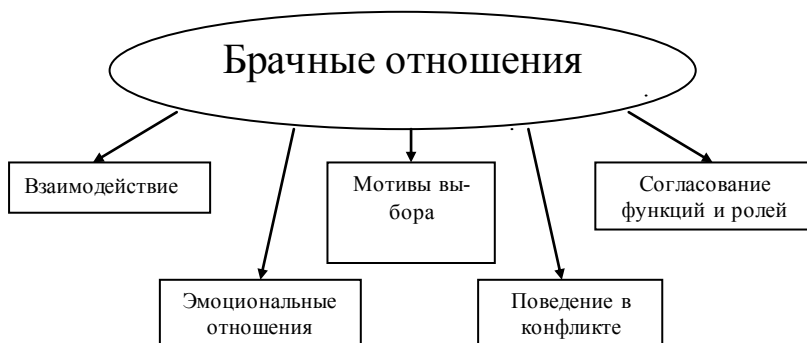 Брачные отношения
Взаимодействие
Мотивы вы-
бора
Согласование
функций и ролей
Эмоциональные
отношения
Поведение в
конфликте